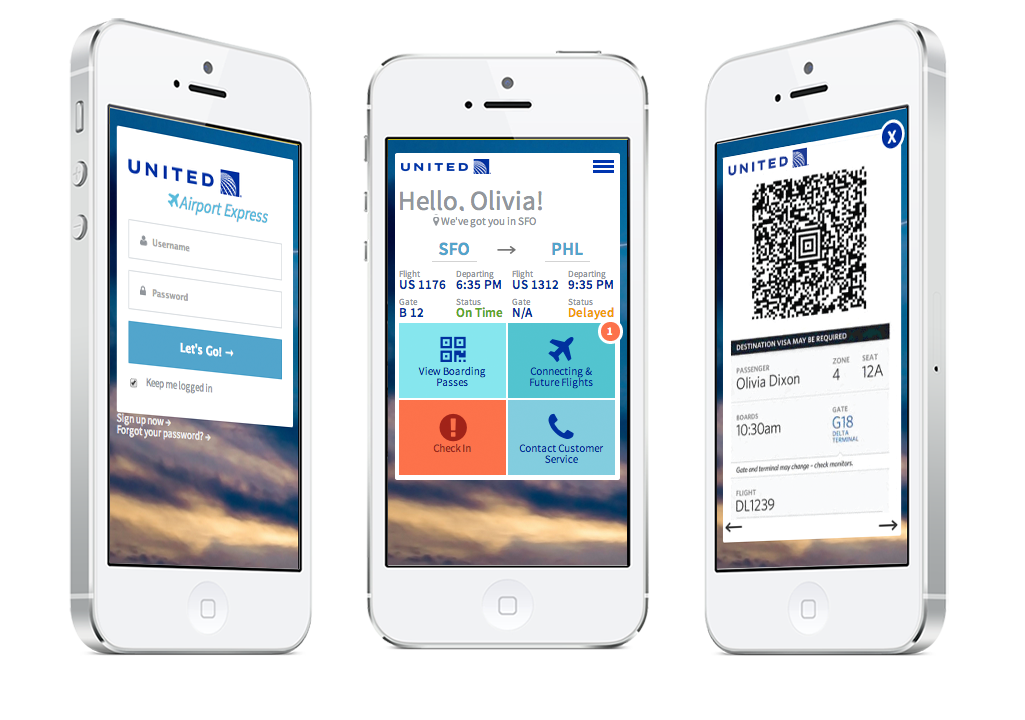 UNITED
Airport Express
Username
Password
Let's Go! →
Keep me logged in
Sign up now →
Forgot your password? →
UNITED
Hello, Olivia!
We've got you in SFO
SFO → PHL
Flight Departing Flight Departing
US 1176 6:35 PM US 1312 9:35 PM
Gate Status Gate Status
B 12 On Time N/A Delayed
1
View Boarding
Passes
Connecting &
Future Flights
Check In
Contact Customer
Service
X
UNITED
DESTINATION VISA MAY BE REQUIRED
PASSENGER ZONE SEAT
Olivia Dixon 4 12A
BOARDS GATE
10:30am G18
DELTA
TERMINAL
Gate and terminal may change – check monitors.
FLIGHT
DL1239
← →